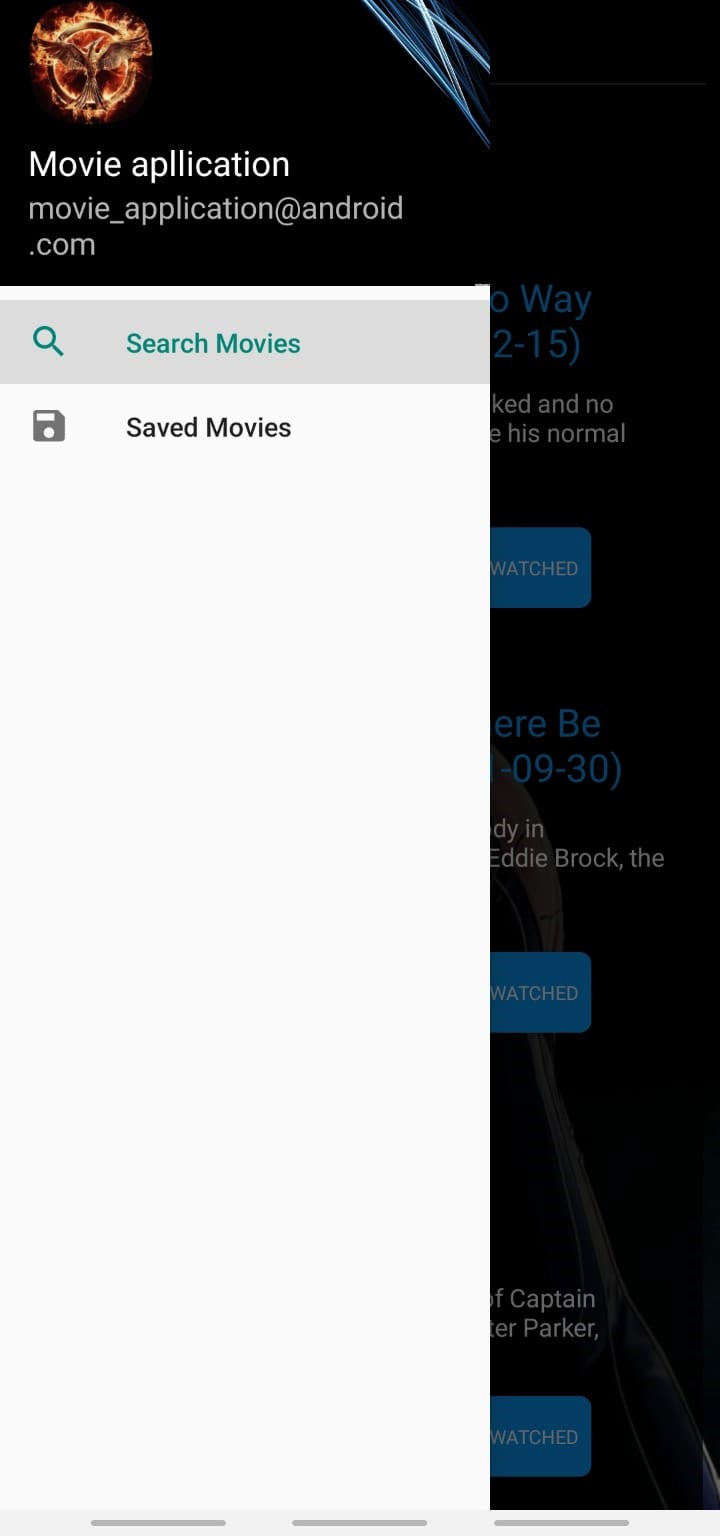 Movie apllication
movie_application@android
.com
Search Movies
Saved Movies
o Way
2-15)
ked and no
e his normal
WATCHED
ere Be
-09-30)
dy in
Eddie Brock, the
WATCHED
of Captain
ter Parker,
WATCHED